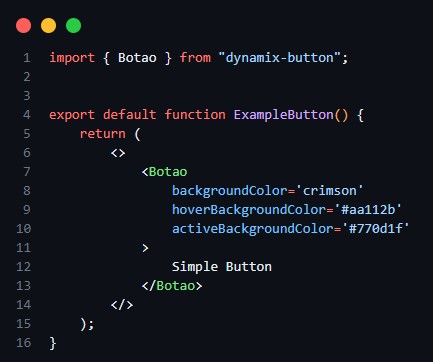 1 import { Botao } from "dynamix-button";
2
3
4 export default function ExampleButton() {
5     return (
6         <>
7             <Botao
8                 backgroundColor='crimson'
9                 hoverBackgroundColor='#aa112b'
10                 activeBackgroundColor='#770d1f'
11             >
12                 Simple Button
13             </Botao>
14         </>
15     );
16 }